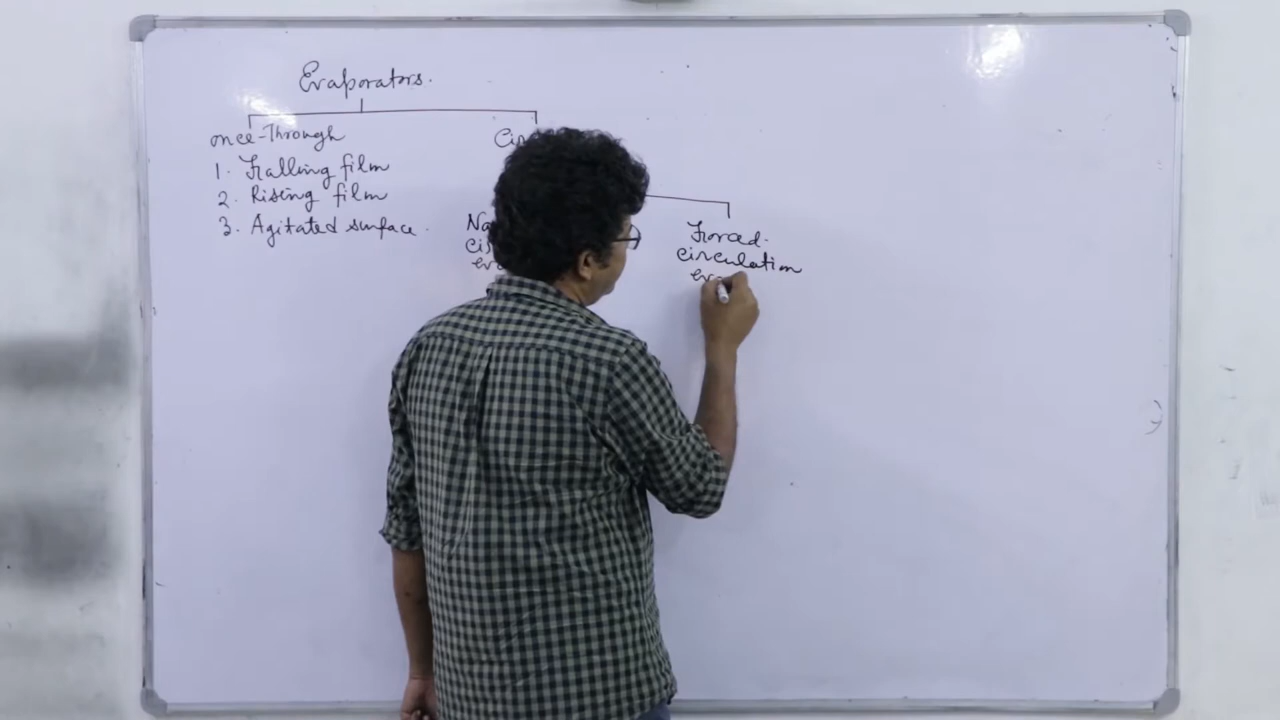 Evaporators.
once-Through
1. Falling film
2. Rising film
3. Agitated surface.
Forced.
circulation